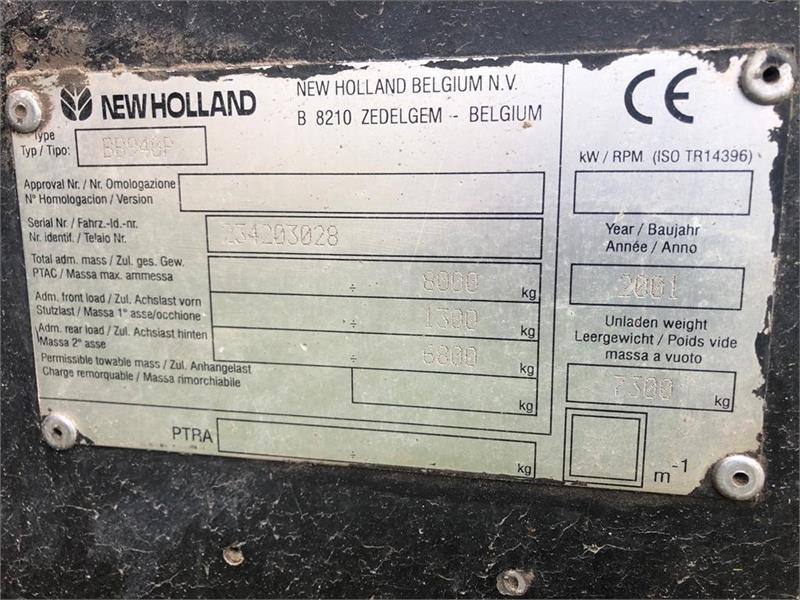 NEW HOLLAND
NEW HOLLAND BELGIUM N.V.
B 8210 ZEDELGEM - BELGIUM
Type
Typ / Tipo:
BB940P
Approval Nr. / Nr. Omologazione
N° Homologacion / Version
Serial Nr / Fahrz.-Id.-nr.
Nr. identif. / Telaio Nr.
234203028
Total adm. mass / Zul. ges. Gew.
PTAC / Massa max. ammessa
÷ 8000 kg
Adm. front load / Zul. Achslast vorn
Stutzlast / Massa 1° asse/occhione
÷ 1300 kg
Adm. rear load / Zul. Achsiast hinten
Massa 2° asse
÷ 6800 kg
Permissible towable mass / Zul. Anhangelast
Charge remorquable / Massa rimorchiabile
kg
PTRA
÷ kg
CE
kW / RPM (ISO TR14396)
Year / Baujahr
Année / Anno
2001
Unladen weight
Leergewicht / Poids vide
massa a vuoto
7300 kg
m-1